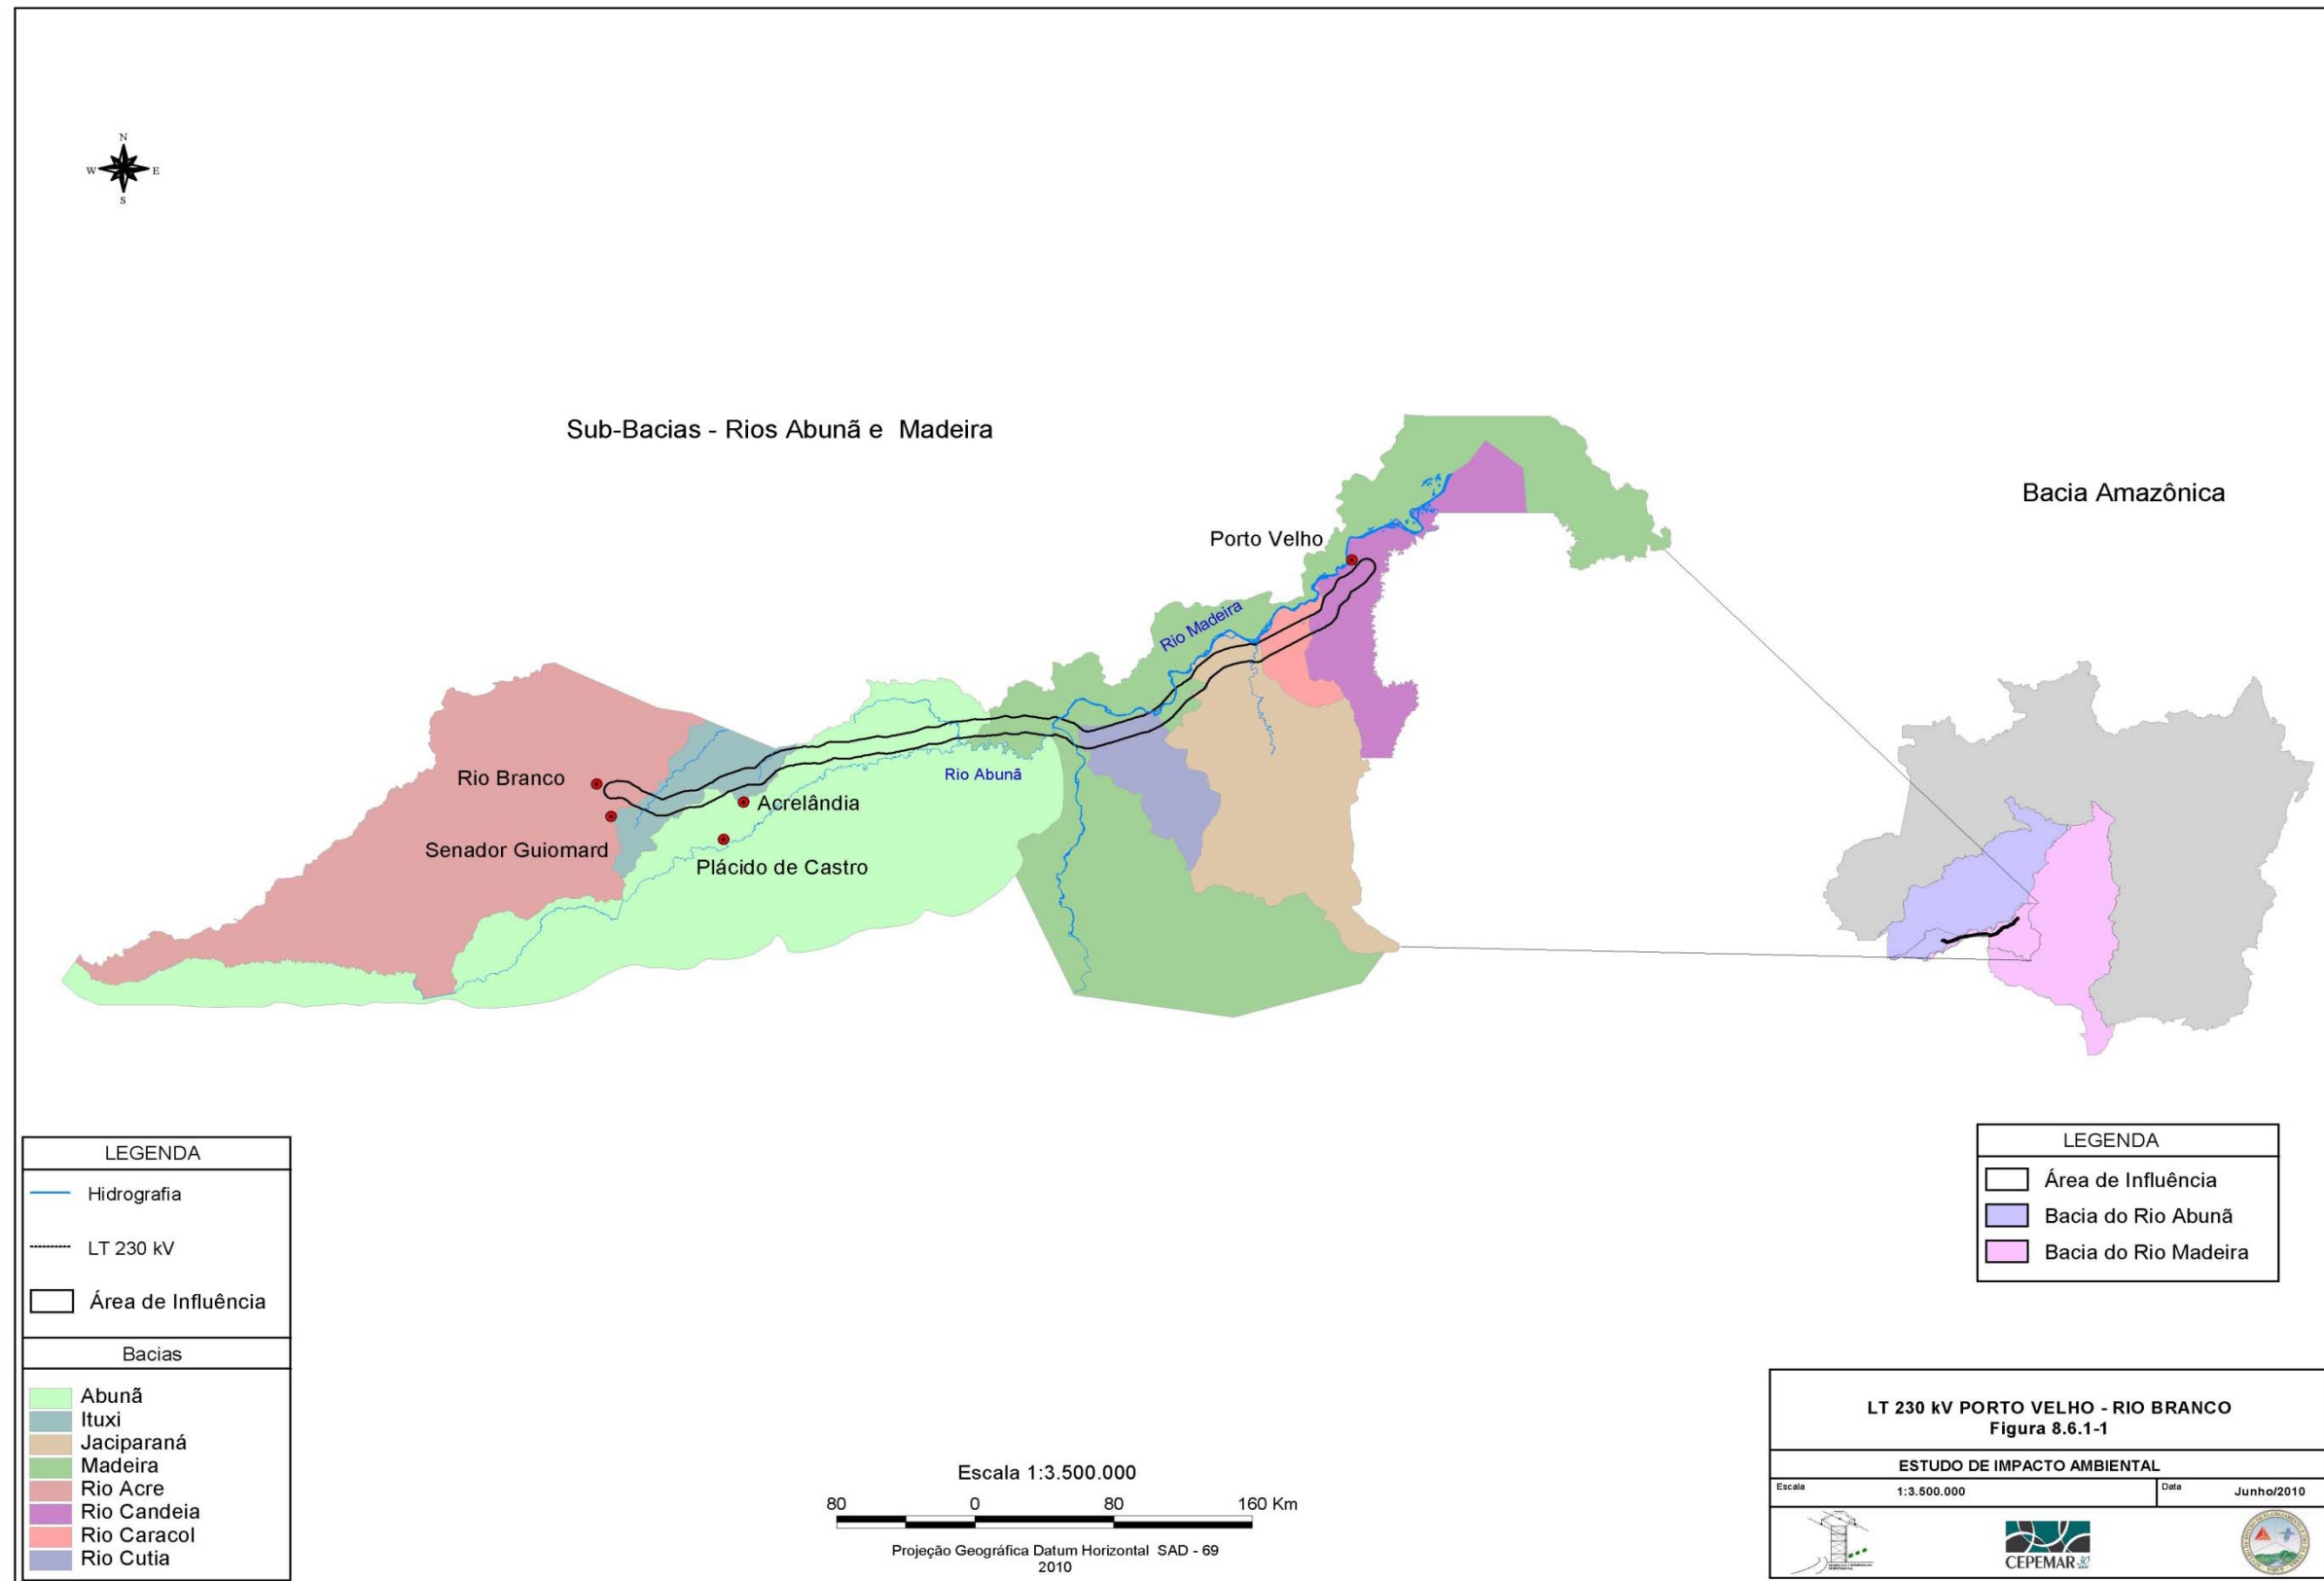 N
W
E
S
Sub-Bacias - Rios Abunã e Madeira
Bacia Amazônica
Porto Velho
Rio Madeira
Rio Abunã
Rio Branco
Acrelândia
Senador Guiomard
Plácido de Castro
LEGENDA
Hidrografia
LT 230 kV
Área de Influência
Bacias
Abunã
Ituxi
Jaciparaná
Madeira
Rio Acre
Rio Candeia
Rio Caracol
Rio Cutia
Escala 1:3.500.000
80 0 80 160 Km
Projeção Geográfica Datum Horizontal SAD - 69
2010
LEGENDA
Área de Influência
Bacia do Rio Abunã
Bacia do Rio Madeira
LT 230 kV PORTO VELHO - RIO BRANCO
Figura 8.6.1-1
ESTUDO DE IMPACTO AMBIENTAL
Escala 1:3.500.000
Data Junho/2010
CEPEMAR 30